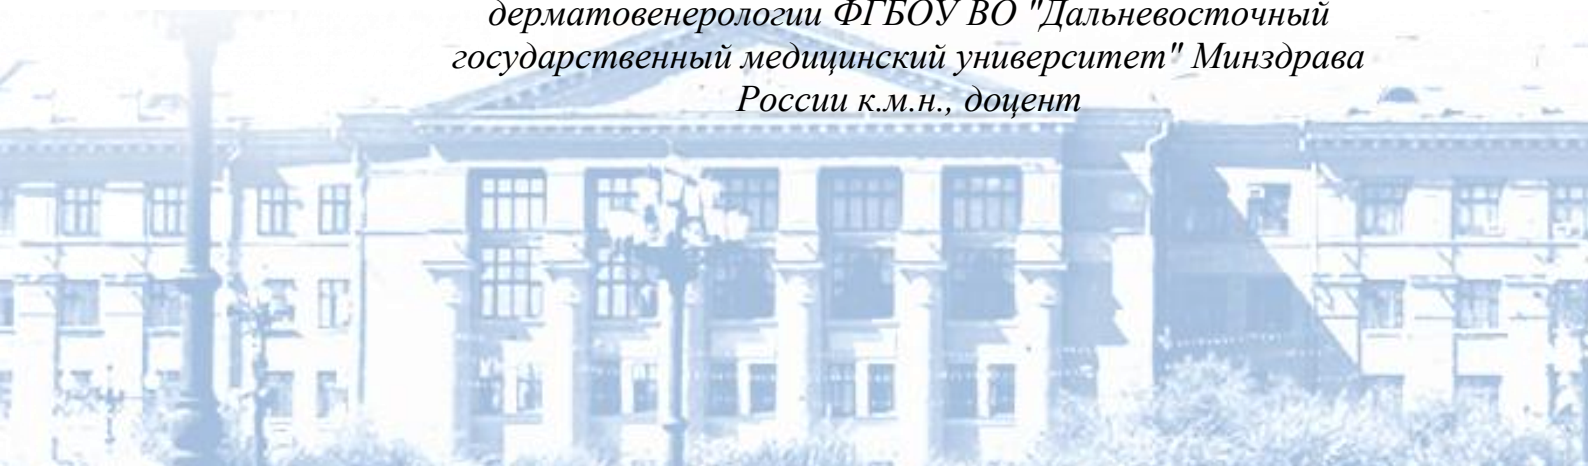 дерматовенерологии ФГБОУ ВО "Дальневосточный
государственный медицинский университет" Минздрава
России к.м.н., доцент